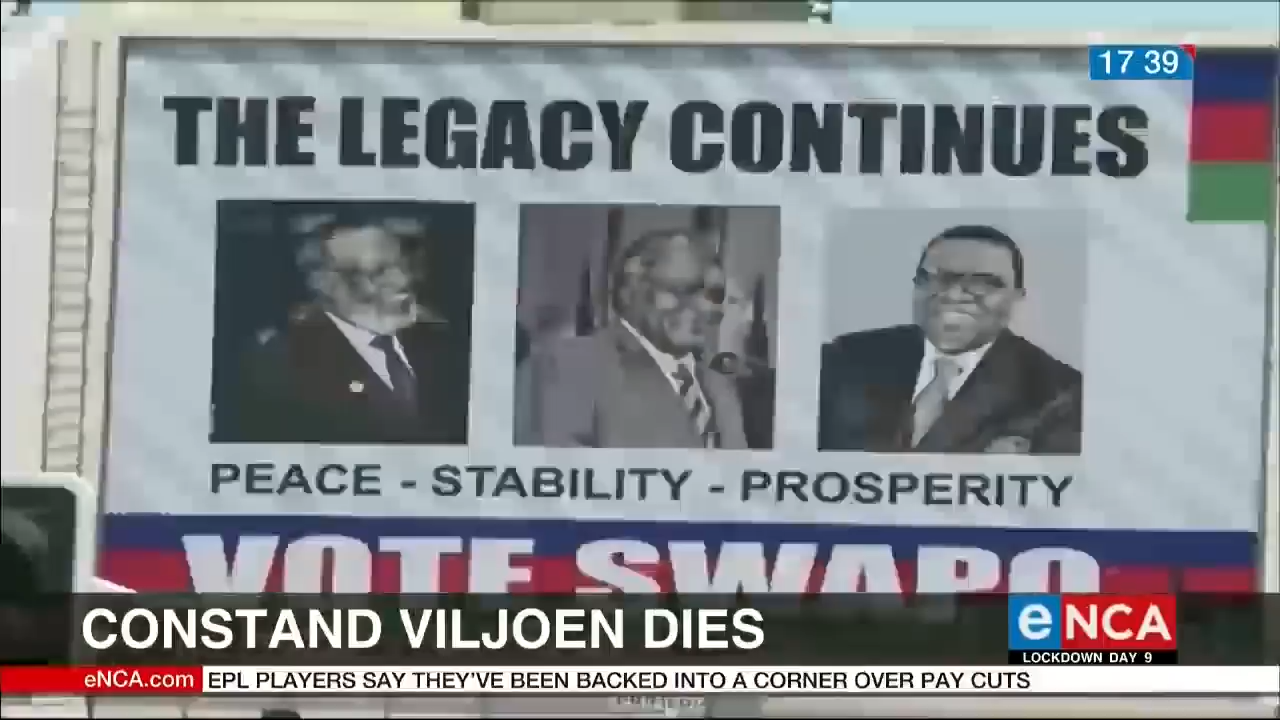 17 39
THE LEGACY CONTINUES
PEACE - STABILITY - PROSPERITY
VOTE SWAPO
CONSTAND VILJOEN DIES
eNCA
LOCKDOWN DAY 9
eNCA.com
EPL PLAYERS SAY THEY'VE BEEN BACKED INTO A CORNER OVER PAY CUTS